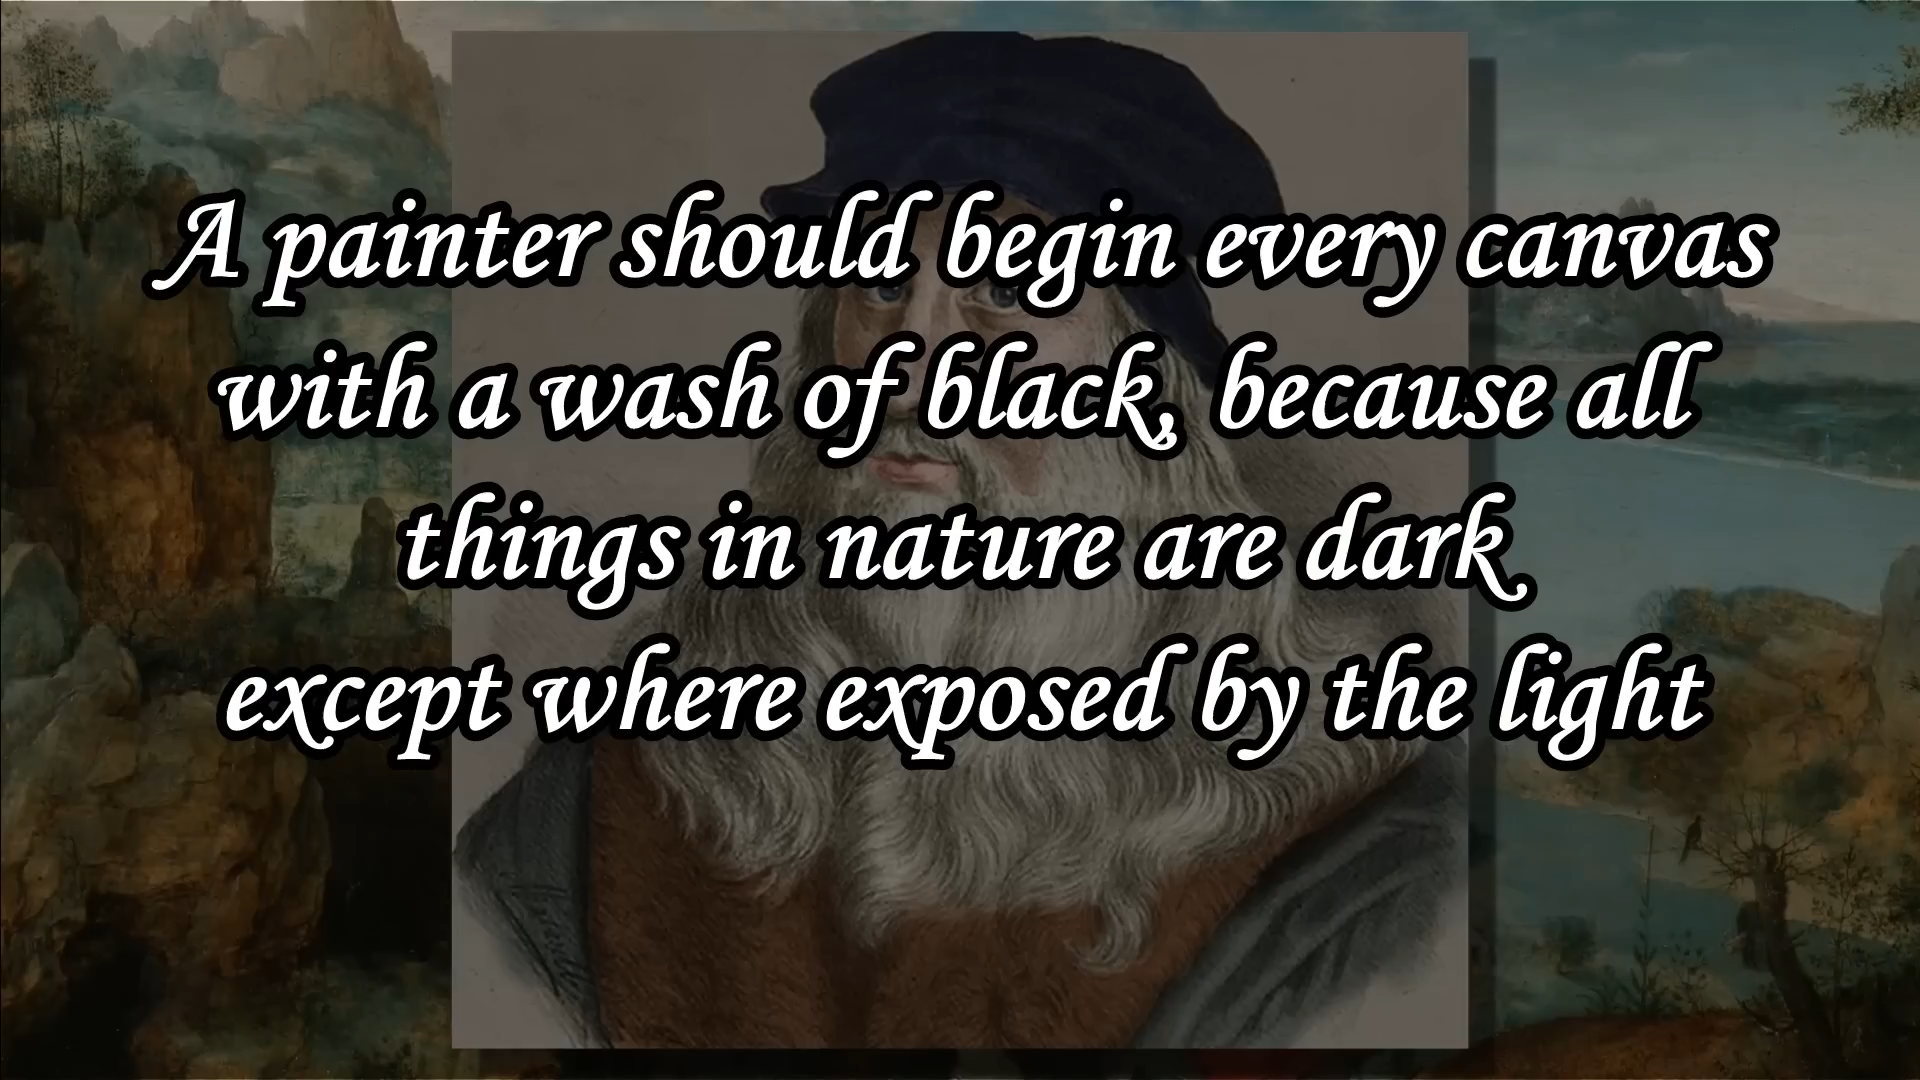 A painter should begin every canvas
with a wash of black, because all
things in nature are dark
except where exposed by the light